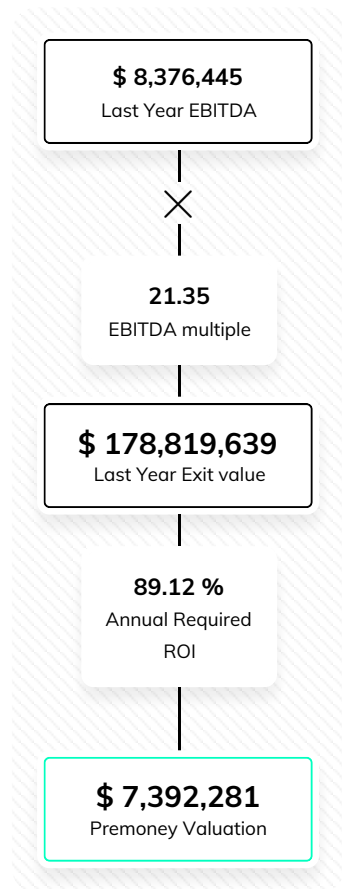 $ 8,376,445
Last Year EBITDA
21.35
EBITDA multiple
$ 178,819,639
Last Year Exit value
89.12 %
Annual Required
ROI
$ 7,392,281
Premoney Valuation